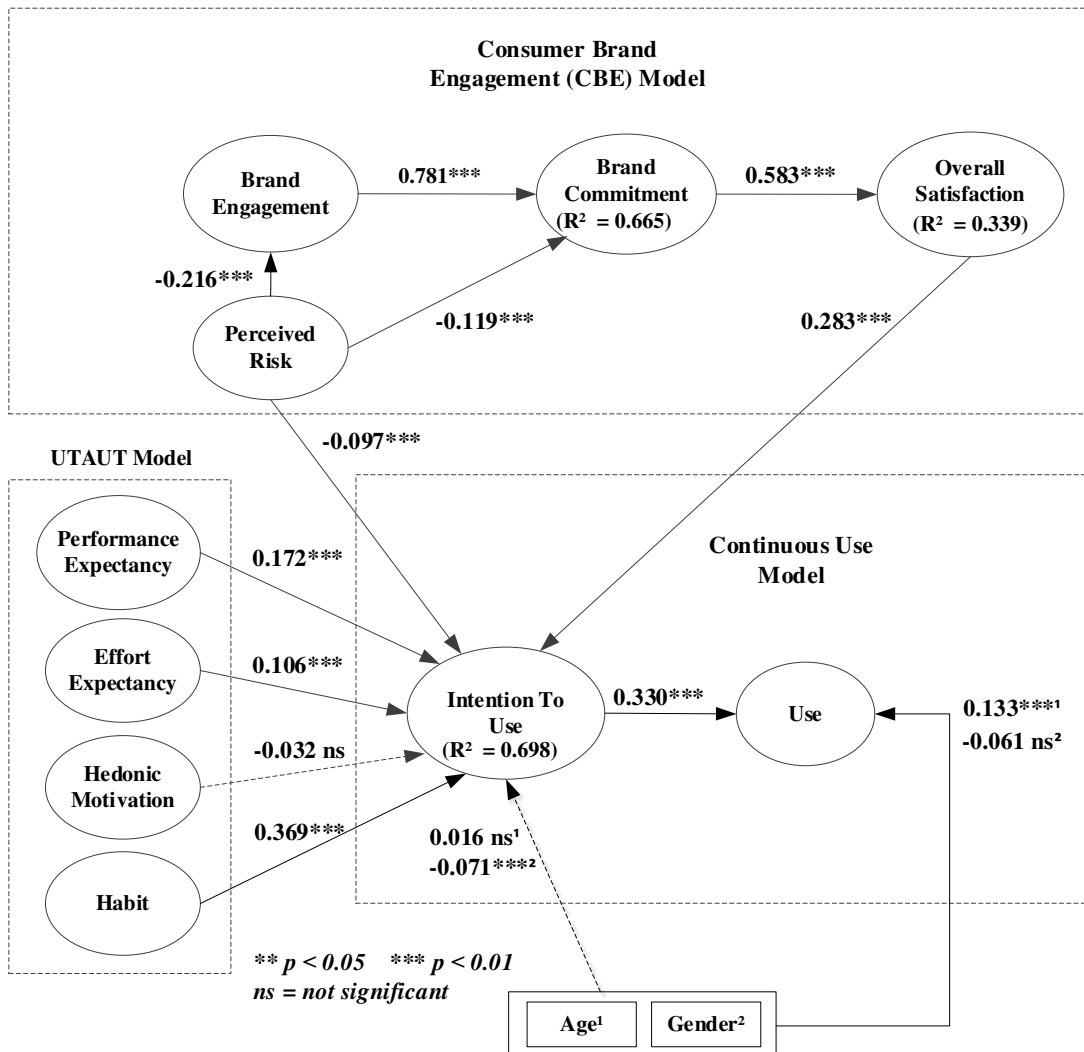 Consumer Brand
Engagement (CBE) Model
Brand
Engagement
0.781***
Brand
Commitment
(R² = 0.665)
0.583***
Overall
Satisfaction
(R² = 0.339)
-0.216***
Perceived
Risk
-0.119***
0.283***
-0.097***
UTAUT Model
Performance
Expectancy
0.172***
Continuous Use
Model
Effort
Expectancy
0.106***
Intention To
Use
(R² = 0.698)
0.330***
Use
0.133***¹
-0.061 ns²
Hedonic
Motivation
-0.032 ns
Habit
0.369***
0.016 ns¹
-0.071***²
** p < 0.05 *** p < 0.01
ns = not significant
Age¹
Gender²